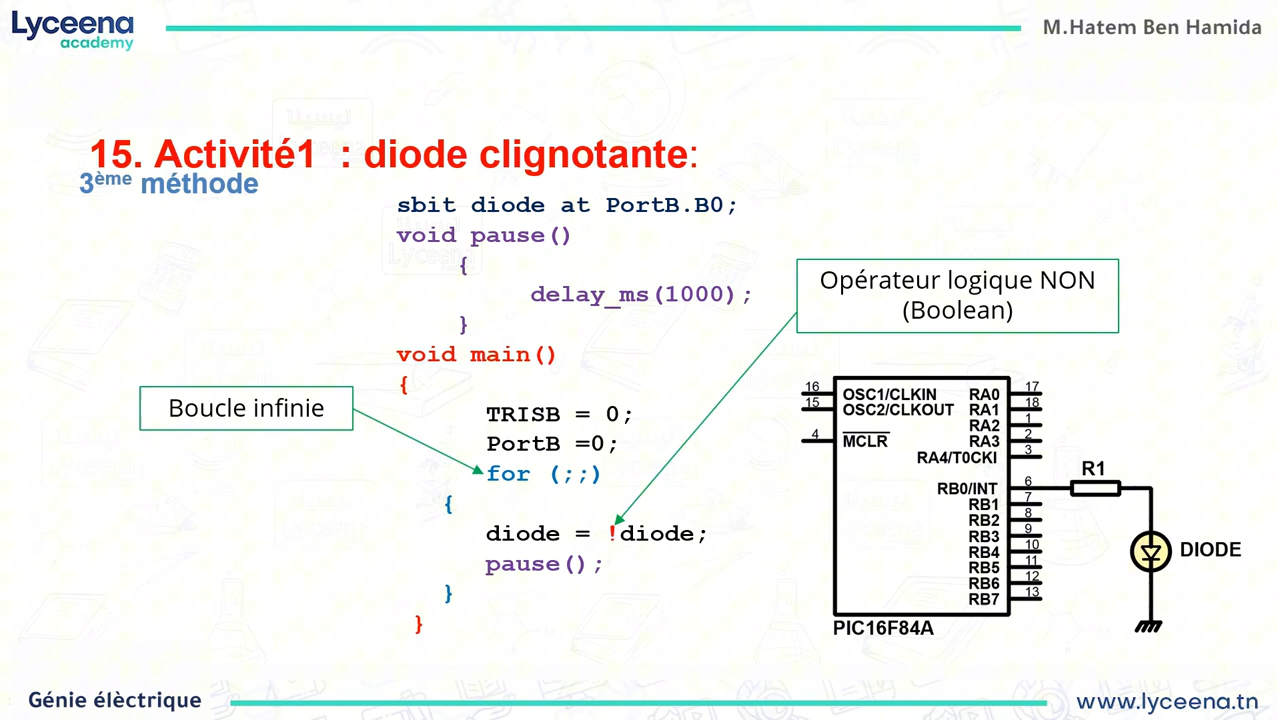 Lyceena
academy
M.Hatem Ben Hamida
15. Activité1 : diode clignotante:
3ème méthode
sbit diode at PortB.B0;
void pause()
{
delay_ms(1000);
}
void main()
{
TRISB = 0;
PortB =0;
for (;;)
{
diode = !diode;
pause();
}
}
Boucle infinie
Opérateur logique NON
(Boolean)
16 OSC1/CLKIN RA0 17
15 OSC2/CLKOUT RA1 18
RA2 1
4 MCLR RA3 2
RA4/T0CKI 3
RB0/INT 6
RB1 7
RB2 8
RB3 9
RB4 10
RB5 11
RB6 12
RB7 13
PIC16F84A
R1
DIODE
Génie élèctrique
www.lyceena.tn